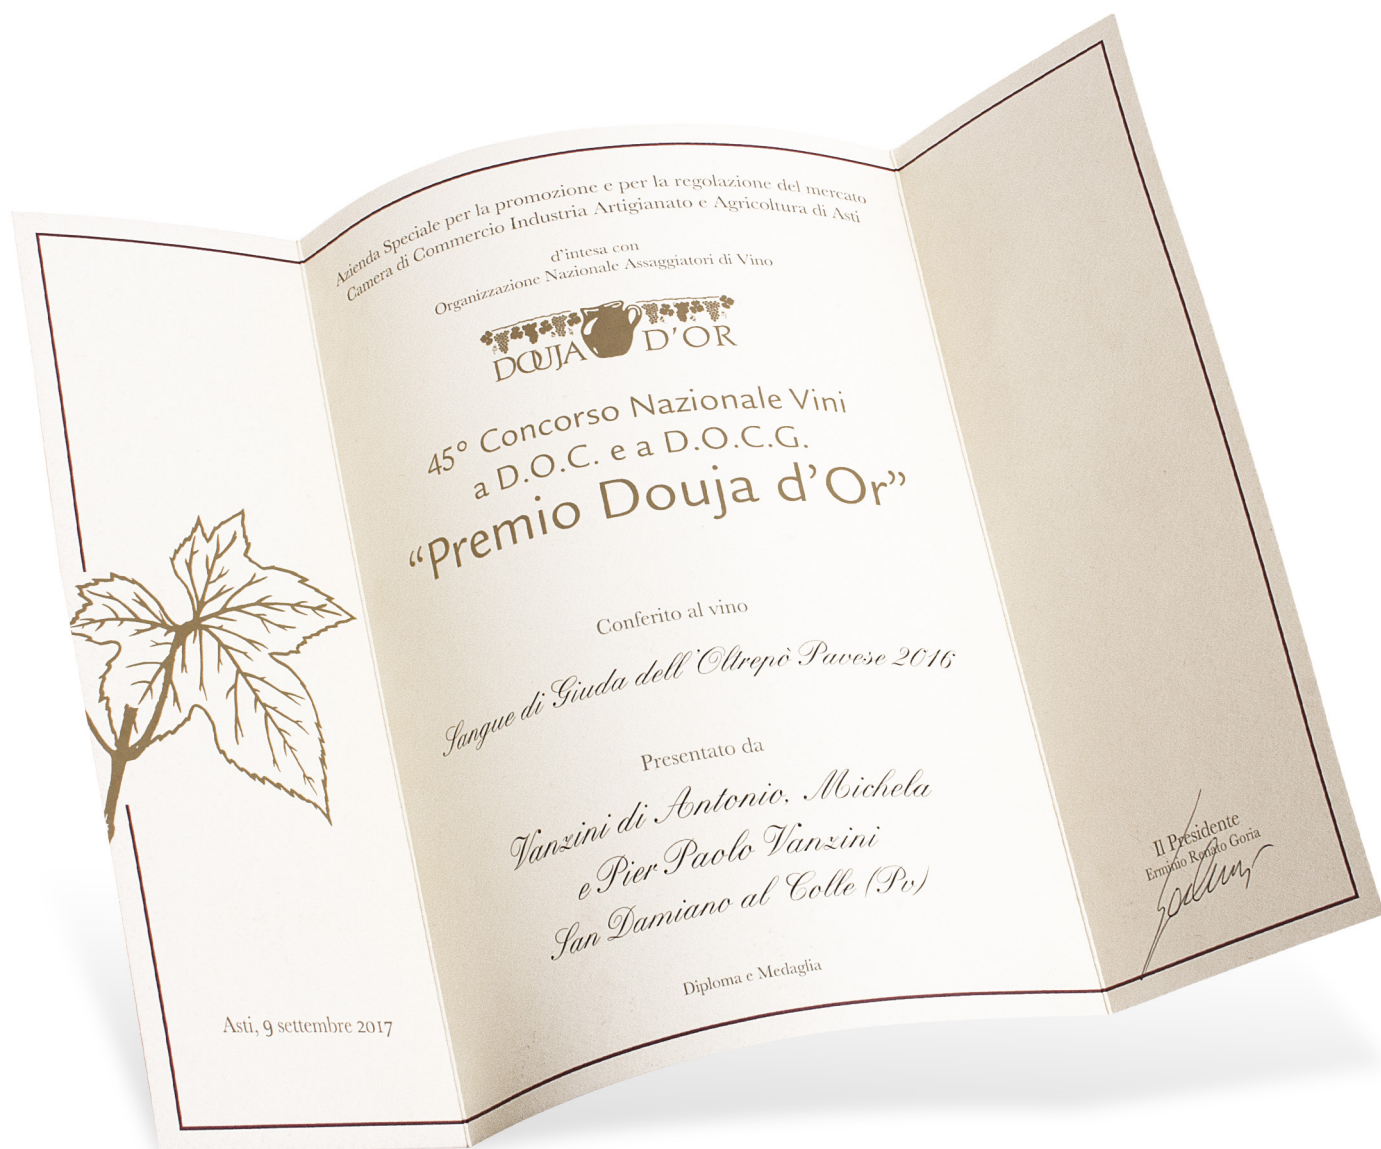 Azienda Speciale per la promozione e per la regolazione del mercato
Camera di Commercio Industria Artigianato e Agricoltura di Asti
d'intesa con
Organizzazione Nazionale Assaggiatori di Vino
DOUJA D'OR
45° Concorso Nazionale Vini
a D.O.C. e a D.O.C.G.
“Premio Douja d'Or”
Conferito al vino
Sangue di Giuda dell'Oltrepò Pavese 2016
Presentato da
Vanzini di Antonio, Michela
e Pier Paolo Vanzini
San Damiano al Colle (Pv)
Diploma e Medaglia
Asti, 9 settembre 2017
Il Presidente
Erminio Renato Goria